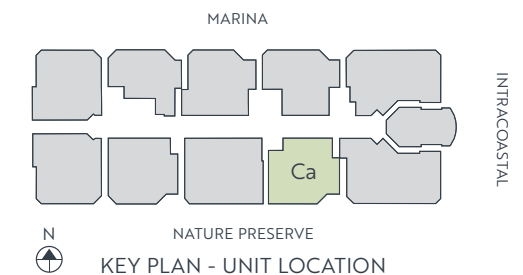 MARINA
INTRACOASTAL
Ca
N
NATURE PRESERVE
KEY PLAN - UNIT LOCATION